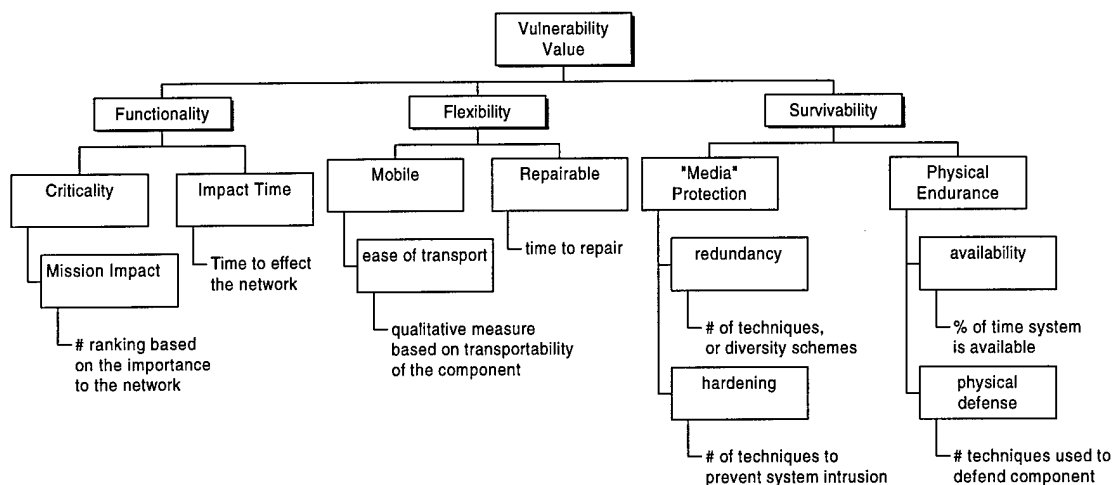 Vulnerability
Value
Functionality
Flexibility
Survivability
Criticality
Impact Time
Mobile
Repairable
"Media"
Protection
Physical
Endurance
Mission Impact
Time to effect
the network
ease of transport
time to repair
redundancy
availability
# ranking based
on the importance
to the network
qualitative measure
based on transportability
of the component
# of techniques,
or diversity schemes
% of time system
is available
hardening
physical
defense
# of techniques to
prevent system intrusion
# techniques used to
defend component